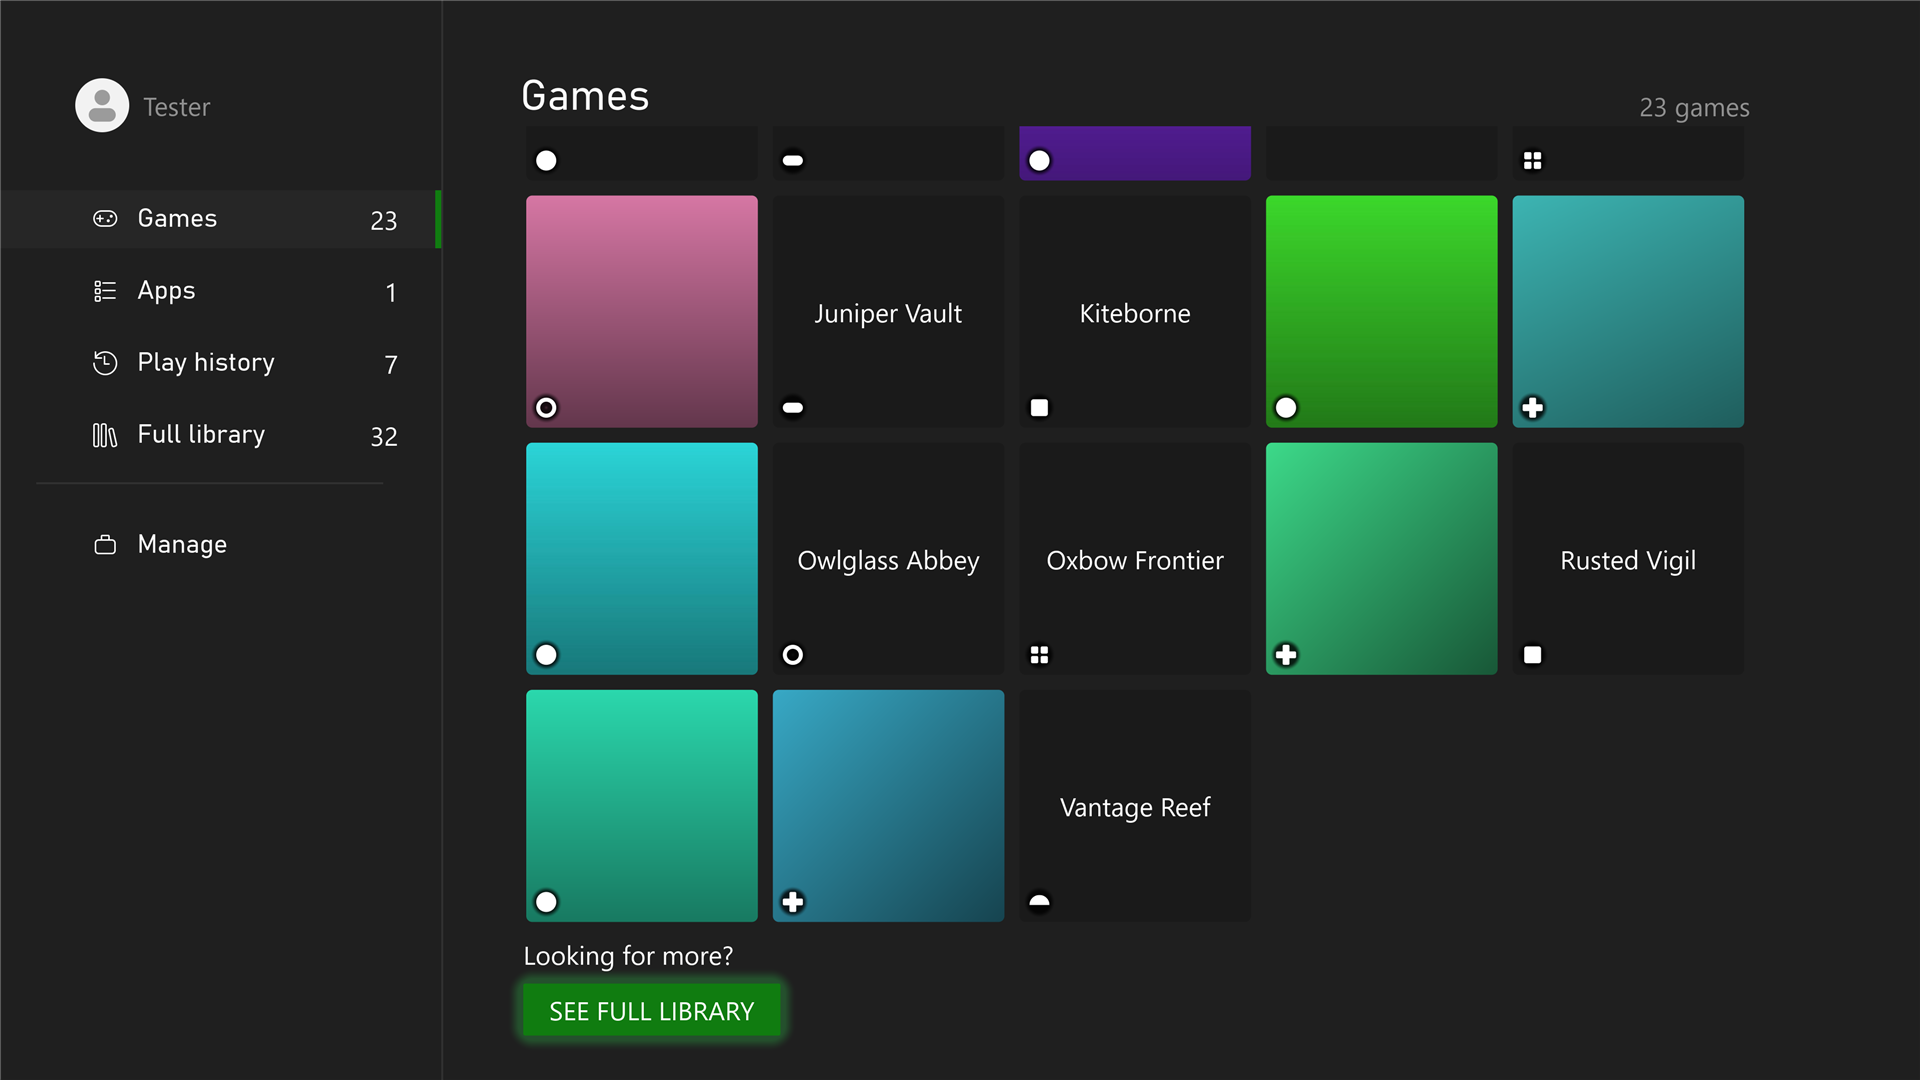 Tester
Games 23
Apps 1
Play history 7
Full library 32
Manage
Games
23 games
Juniper Vault
Kiteborne
Owlglass Abbey
Oxbow Frontier
Rusted Vigil
Vantage Reef
Looking for more?
SEE FULL LIBRARY